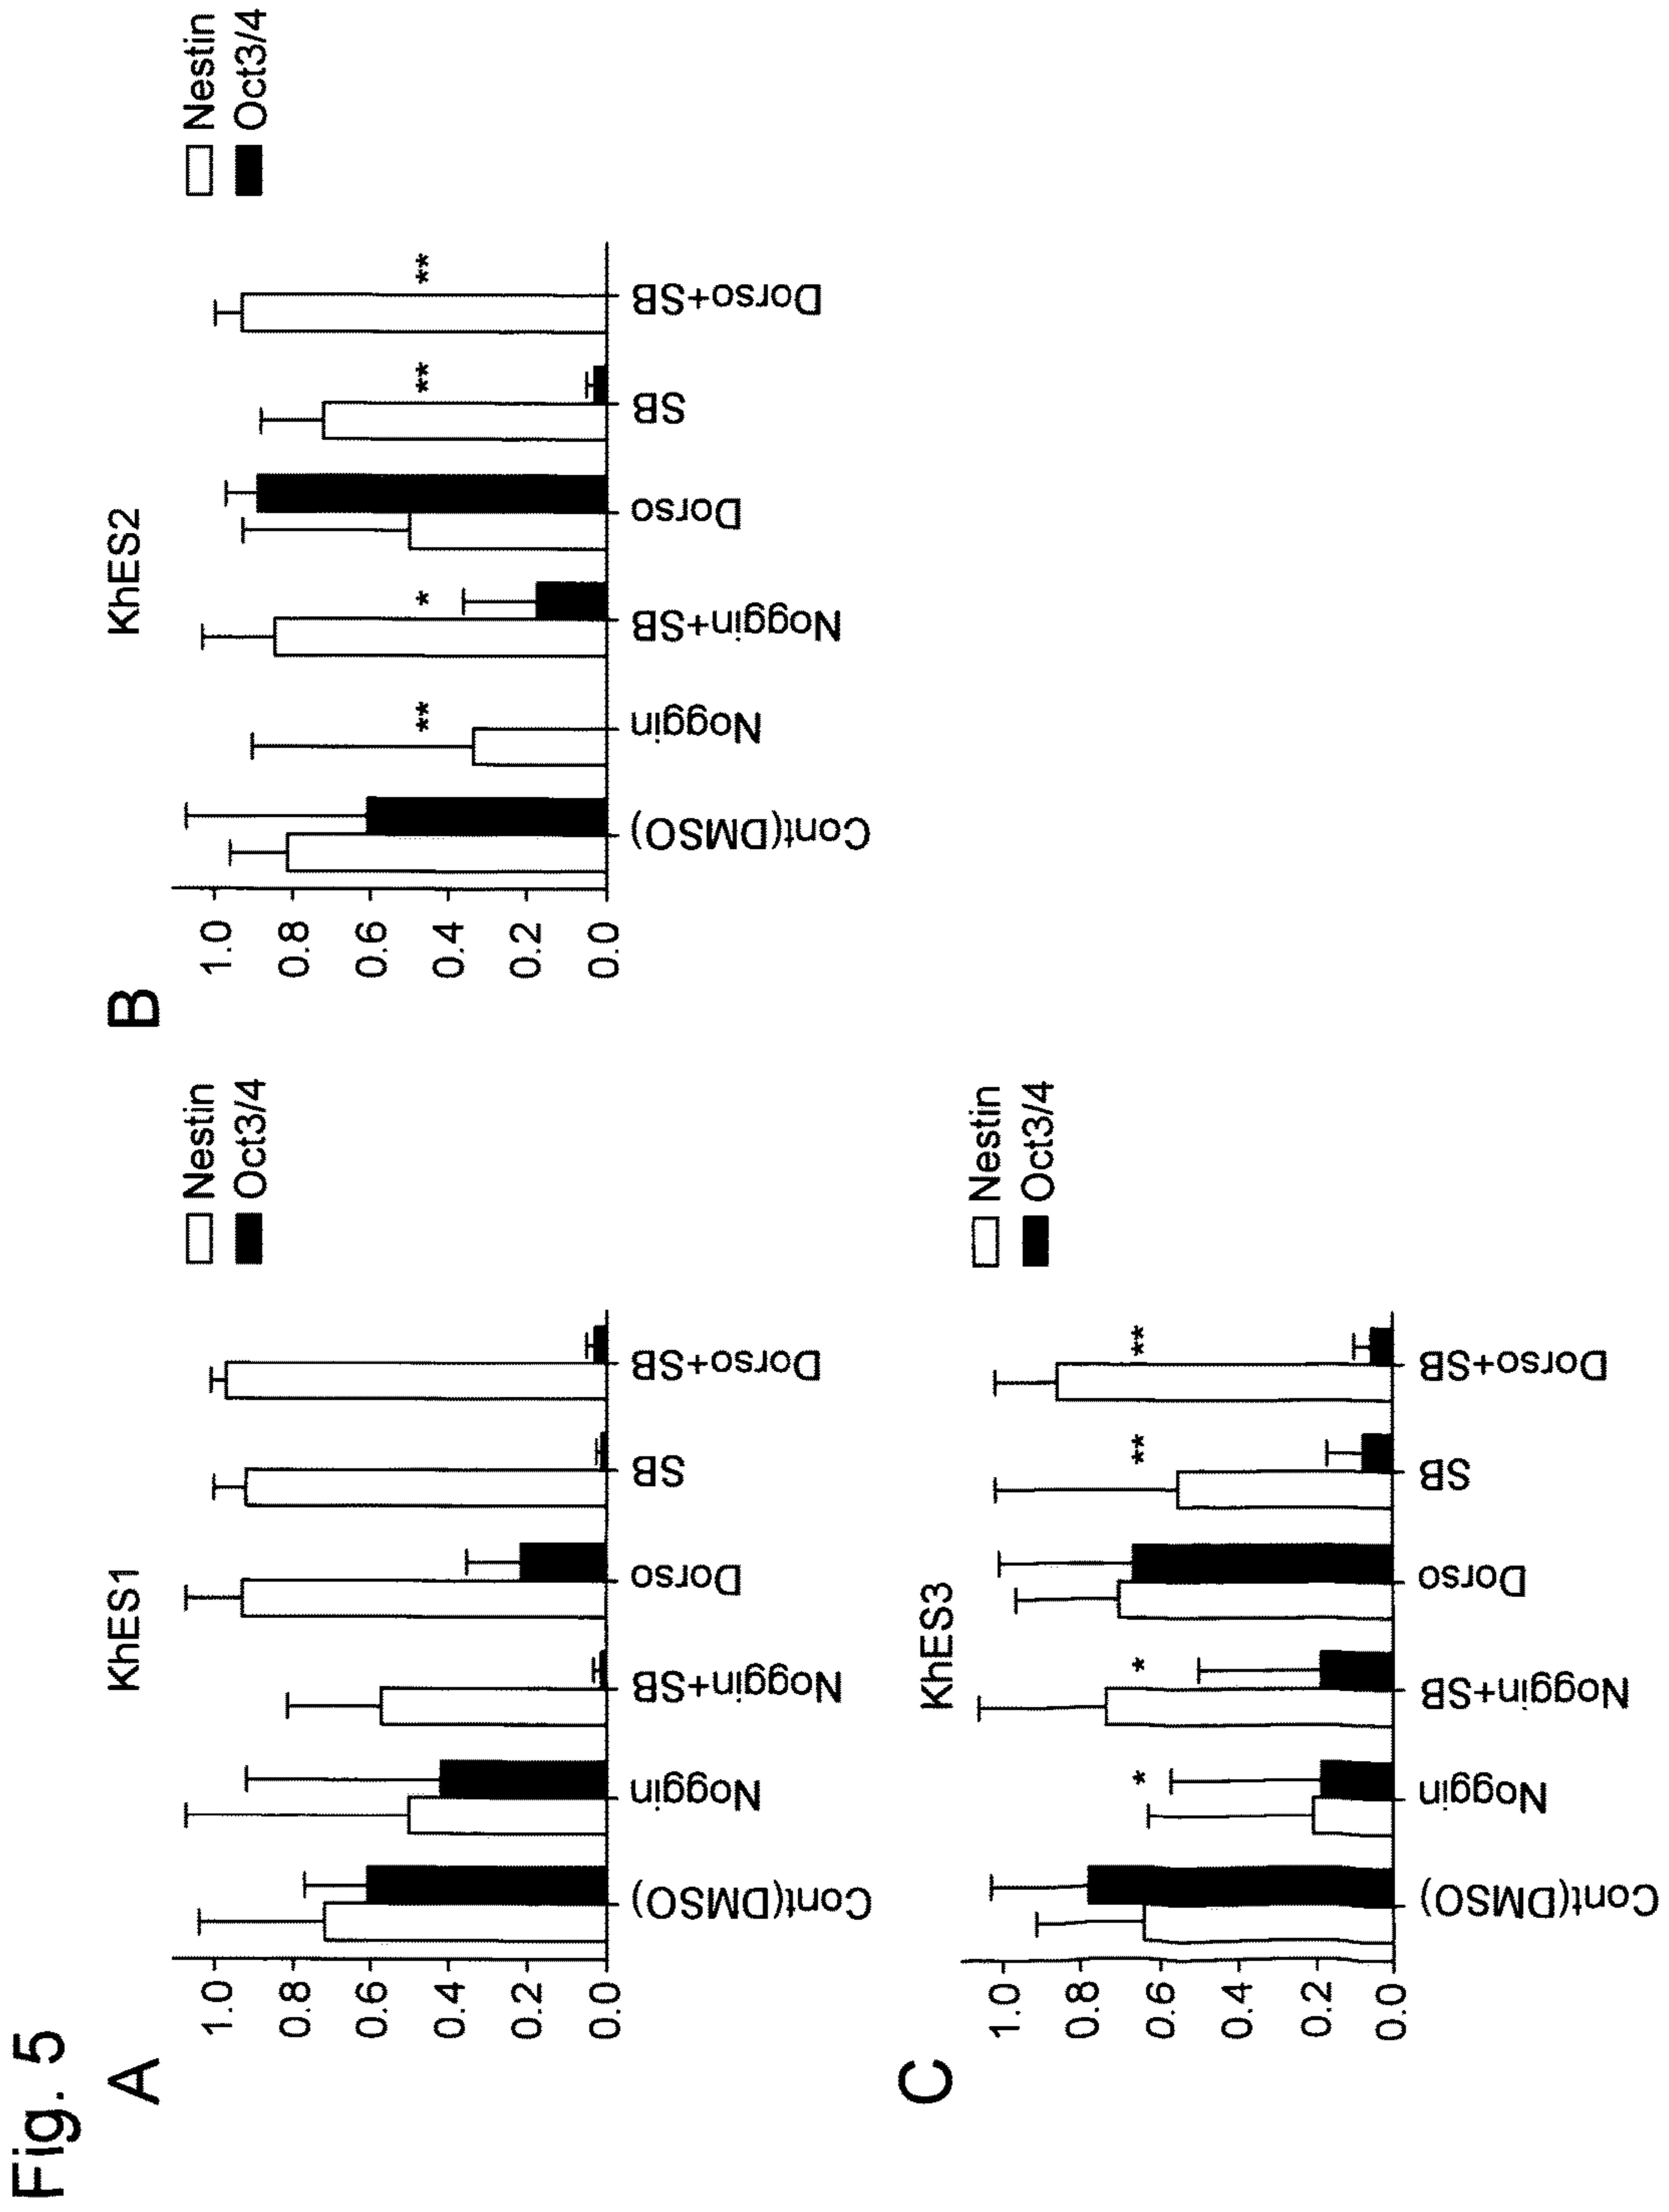 Fig. 5
A
KhES1
Nestin
Oct3/4
1.0
0.8
0.6
0.4
0.2
0.0
Cont(DMSO)
Noggin
Noggin+SB
Dorso
SB
Dorso+SB
B
KhES2
Nestin
Oct3/4
1.0
0.8
0.6
0.4
0.2
0.0
** * ** **
Cont(DMSO)
Noggin
Noggin+SB
Dorso
SB
Dorso+SB
C
KhES3
Nestin
Oct3/4
1.0
0.8
0.6
0.4
0.2
0.0
* * ** **
Cont(DMSO)
Noggin
Noggin+SB
Dorso
SB
Dorso+SB